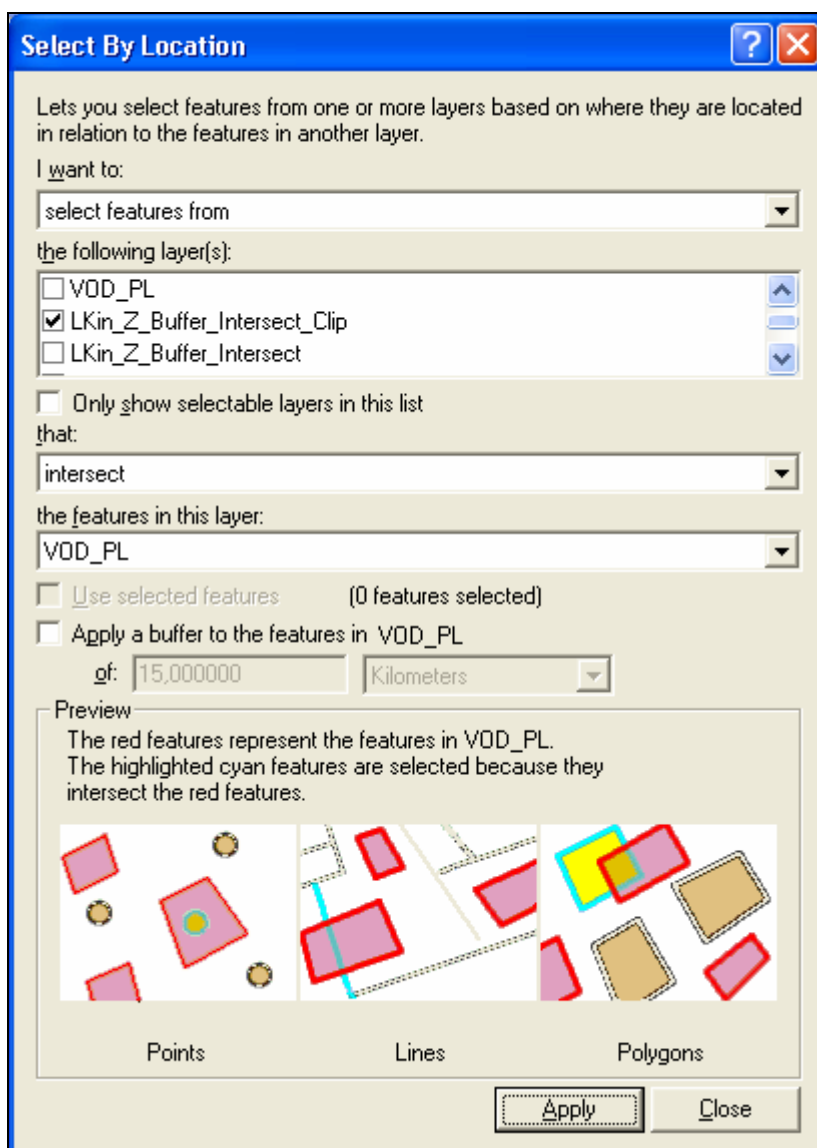 Select By Location
?
Lets you select features from one or more layers based on where they are located
in relation to the features in another layer.
I want to:
select features from
the following layer(s):
VOD_PL
LKin_Z_Buffer_Intersect_Clip
LKin_Z_Buffer_Intersect
Only show selectable layers in this list
that:
intersect
the features in this layer:
VOD_PL
Use selected features (0 features selected)
Apply a buffer to the features in VOD_PL
of: 15,000000 Kilometers
Preview
The red features represent the features in VOD_PL.
The highlighted cyan features are selected because they
intersect the red features.
Points Lines Polygons
Apply Close